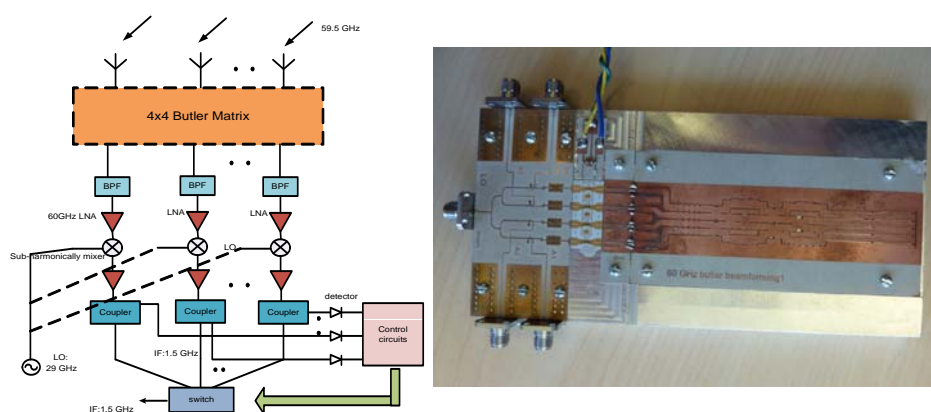 59.5 GHz
4x4 Butler Matrix
BPF
BPF
BPF
60GHz LNA
LNA
LNA
LO
Sub-harmonically mixer
Coupler
Coupler
Coupler
detector
Control
circuits
LO:
29 GHz
IF:1.5 GHz
switch
IF:1.5 GHz
60 GHz butler beamforming1
LO